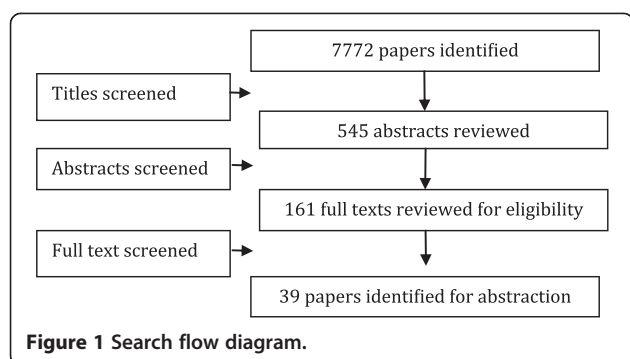 7772 papers identified
Titles screened
545 abstracts reviewed
Abstracts screened
161 full texts reviewed for eligibility
Full text screened
39 papers identified for abstraction
Figure 1 Search flow diagram.